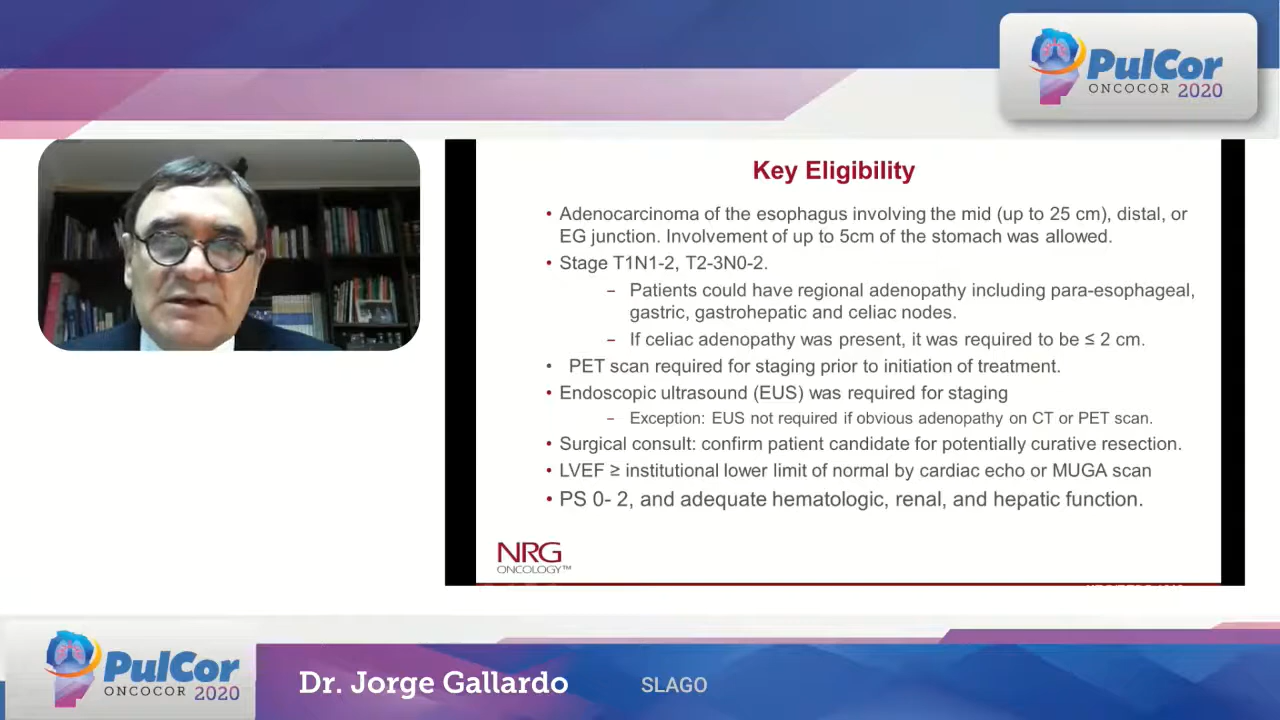 PulCor
ONCOCOR 2020
Key Eligibility
• Adenocarcinoma of the esophagus involving the mid (up to 25 cm), distal, or
EG junction. Involvement of up to 5cm of the stomach was allowed.
• Stage T1N1-2, T2-3N0-2.
– Patients could have regional adenopathy including para-esophageal,
gastric, gastrohepatic and celiac nodes.
– If celiac adenopathy was present, it was required to be ≤ 2 cm.
• PET scan required for staging prior to initiation of treatment.
• Endoscopic ultrasound (EUS) was required for staging
– Exception: EUS not required if obvious adenopathy on CT or PET scan.
• Surgical consult: confirm patient candidate for potentially curative resection.
• LVEF ≥ institutional lower limit of normal by cardiac echo or MUGA scan
• PS 0- 2, and adequate hematologic, renal, and hepatic function.
NRG
ONCOLOGY™
PulCor
ONCOCOR 2020
Dr. Jorge Gallardo
SLAGO